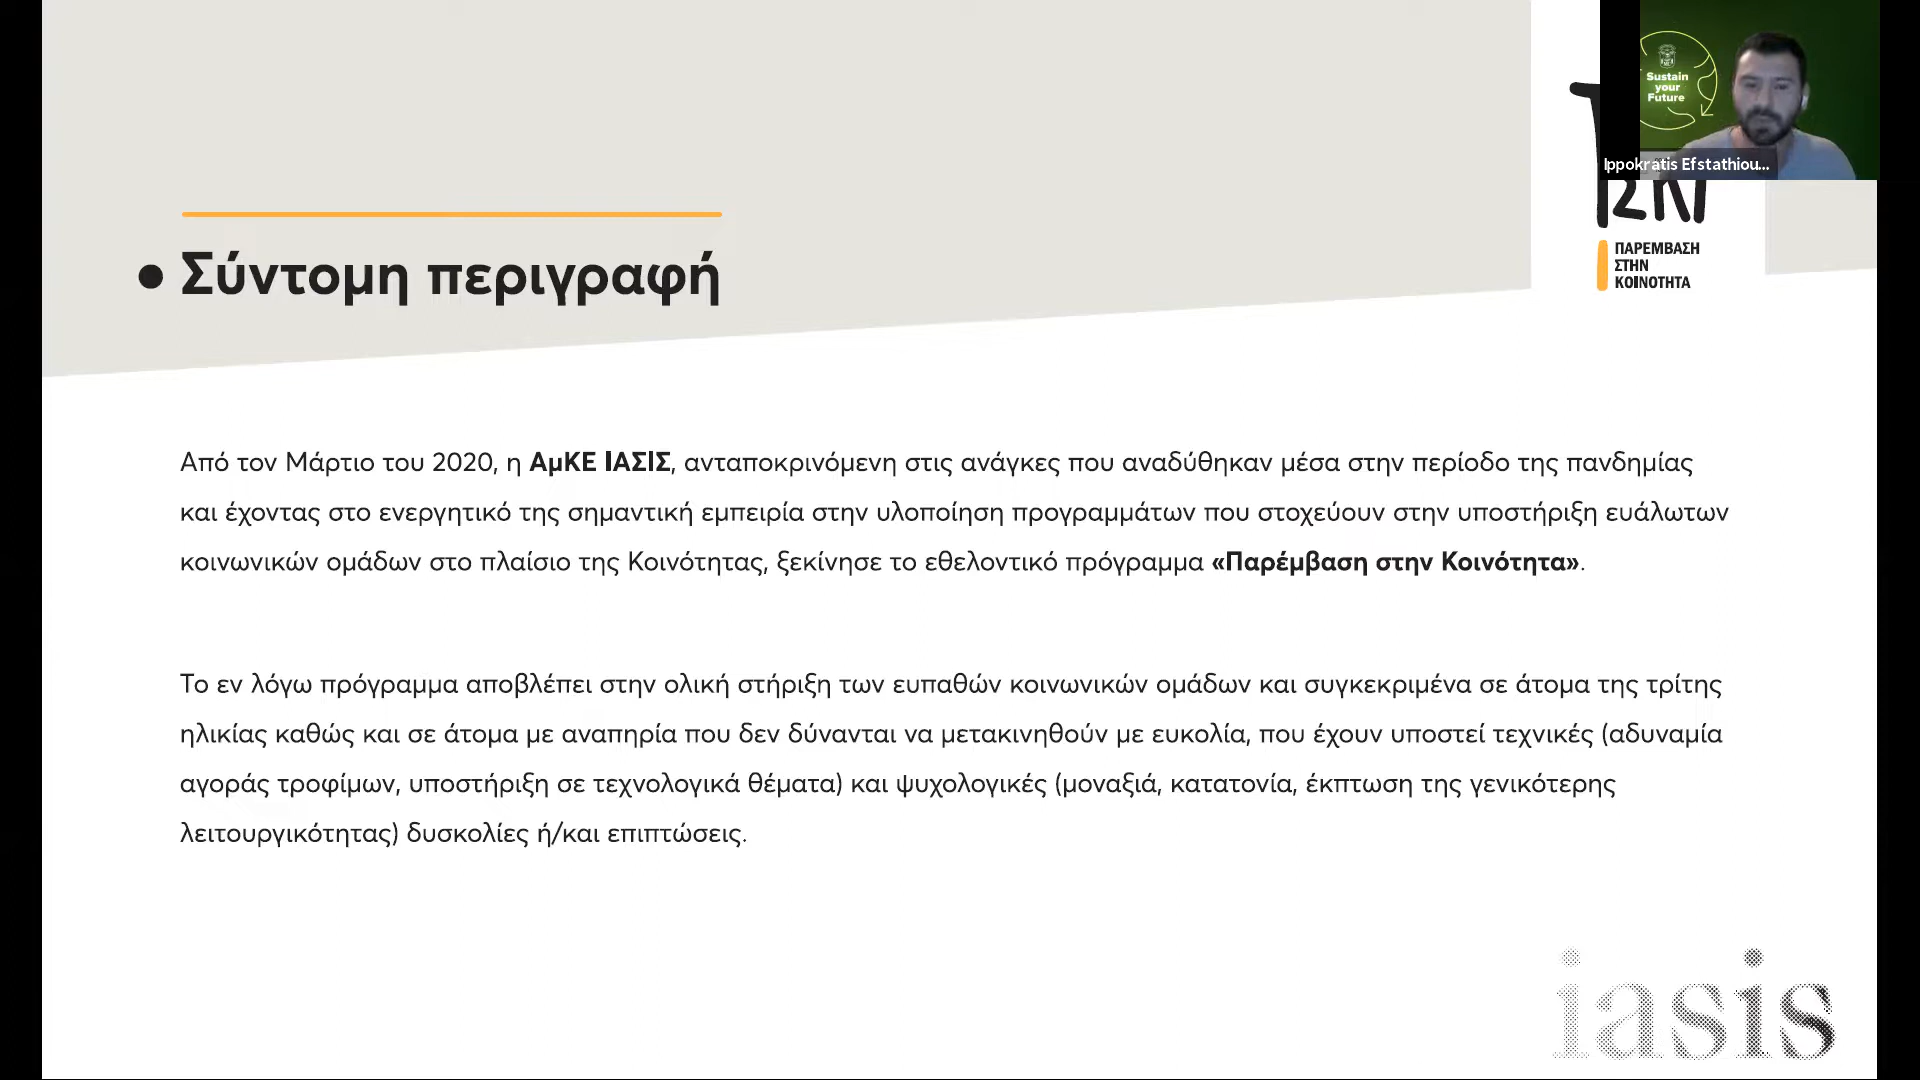 Sustain
your
Future
Ippokratis Efstathiou...
ΠΑΡΕΜΒΑΣΗ
ΣΤΗΝ
ΚΟΙΝΟΤΗΤΑ
• Σύντομη περιγραφή
Από τον Μάρτιο του 2020, η ΑμΚΕ ΙΑΣΙΣ, ανταποκρινόμενη στις ανάγκες που αναδύθηκαν μέσα στην περίοδο της πανδημίας
και έχοντας στο ενεργητικό της σημαντική εμπειρία στην υλοποίηση προγραμμάτων που στοχεύουν στην υποστήριξη ευάλωτων
κοινωνικών ομάδων στο πλαίσιο της Κοινότητας, ξεκίνησε το εθελοντικό πρόγραμμα «Παρέμβαση στην Κοινότητα».
Το εν λόγω πρόγραμμα αποβλέπει στην ολική στήριξη των ευπαθών κοινωνικών ομάδων και συγκεκριμένα σε άτομα της τρίτης
ηλικίας καθώς και σε άτομα με αναπηρία που δεν δύνανται να μετακινηθούν με ευκολία, που έχουν υποστεί τεχνικές (αδυναμία
αγοράς τροφίμων, υποστήριξη σε τεχνολογικά θέματα) και ψυχολογικές (μοναξιά, κατατονία, έκπτωση της γενικότερης
λειτουργικότητας) δυσκολίες ή/και επιπτώσεις.
iasis